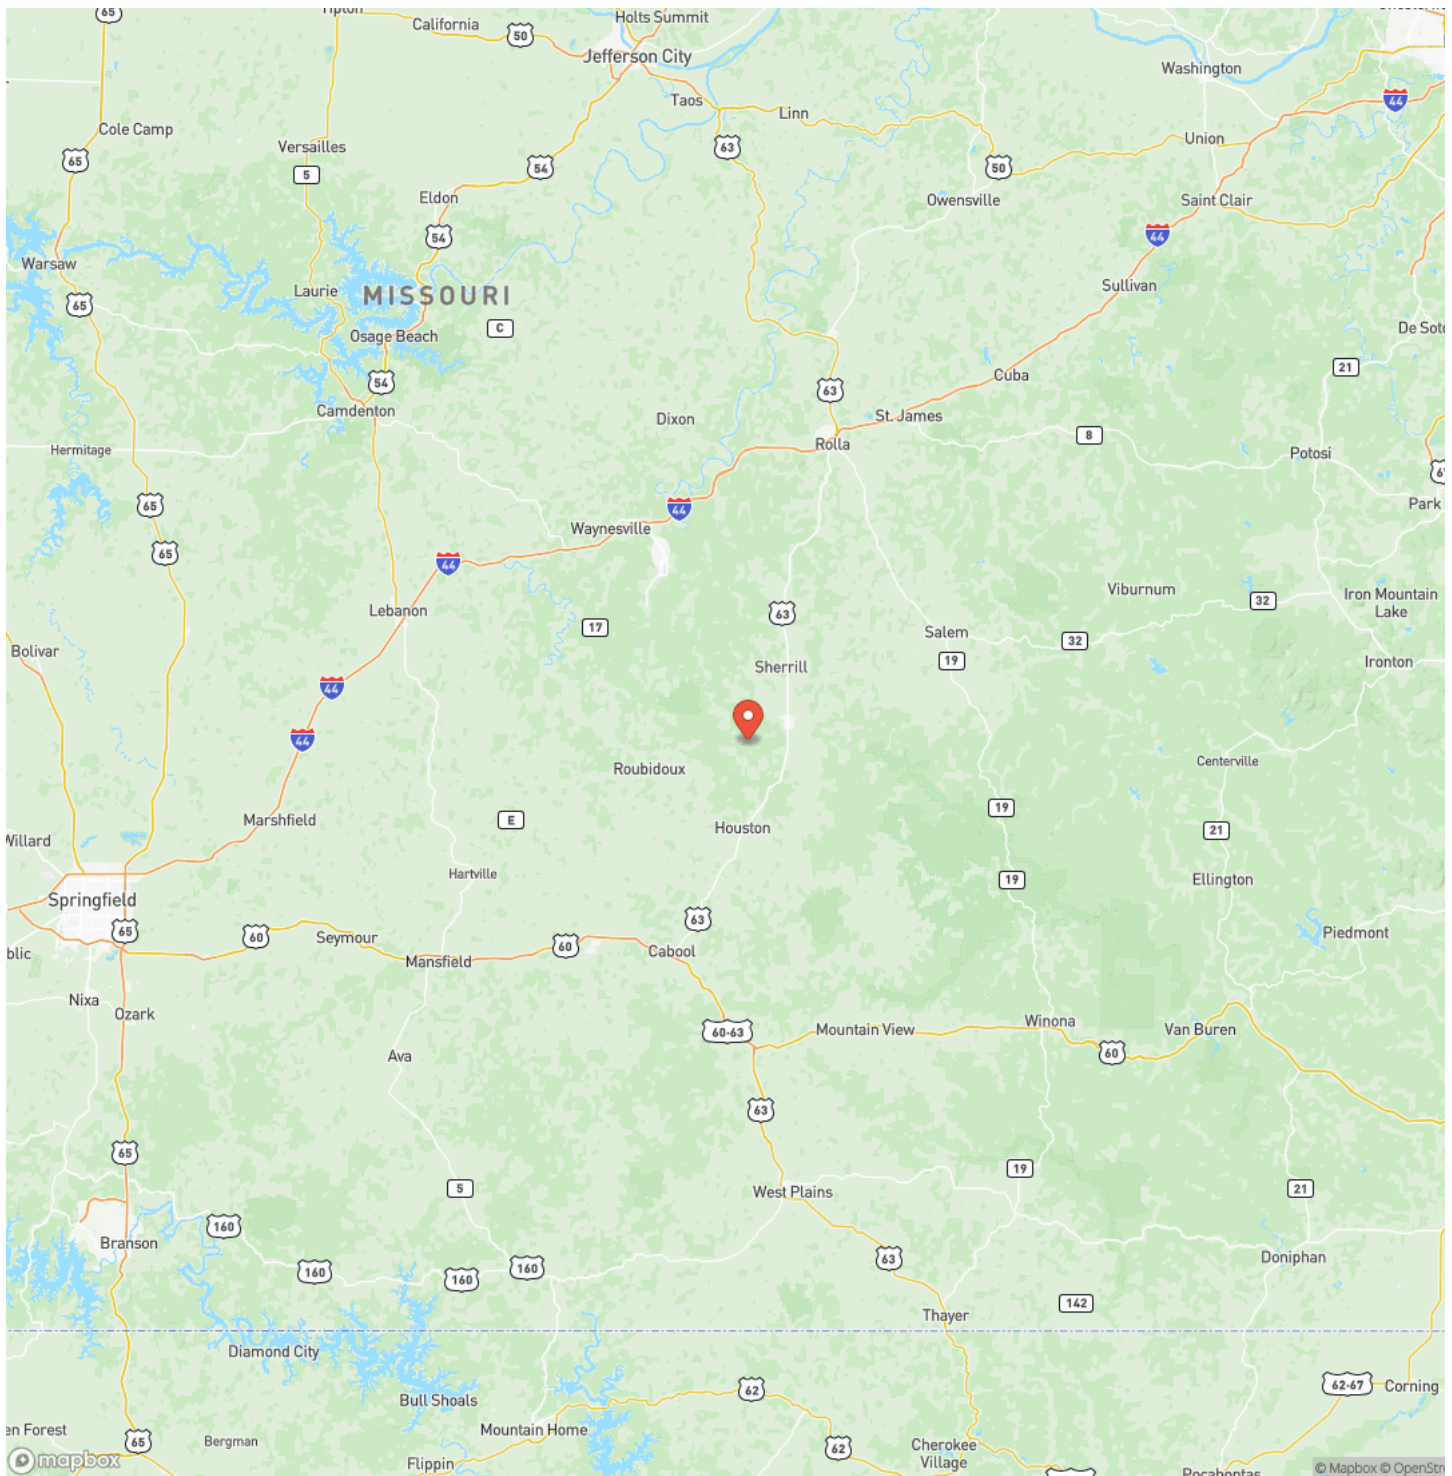 65
Tipton
California
50
Holts Summit
Jefferson City
Washington
Taos
Linn
44
Cole Camp
63
Union
Versailles
65
54
50
5
Eldon
Owensville
Saint Clair
54
44
Warsaw
Laurie
MISSOURI
Sullivan
65
C
Osage Beach
De Soto
21
54
63
Cuba
Camdenton
Dixon
St. James
8
Rolla
Hermitage
Potosi
65
44
Park
Waynesville
65
44
Viburnum
Iron Mountain
Lake
32
Lebanon
63
17
Salem
32
Bolivar
19
Ironton
Sherrill
44
44
Centerville
Roubidoux
19
Marshfield
E
Houston
21
Willard
Hartville
19
Ellington
Springfield
63
65
60
Seymour
60
Piedmont
blic
Mansfield
Cabool
Nixa
Ozark
60-63
Mountain View
Winona
Van Buren
Ava
60
63
65
19
5
West Plains
21
160
Branson
63
Doniphan
160
160
160
142
Thayer
Diamond City
62
62-67
Corning
Bull Shoals
en Forest
Mountain Home
65
Bergman
62
Cherokee
Village
mapbox
Flippin
© Mapbox © OpenStre
Pocahontas